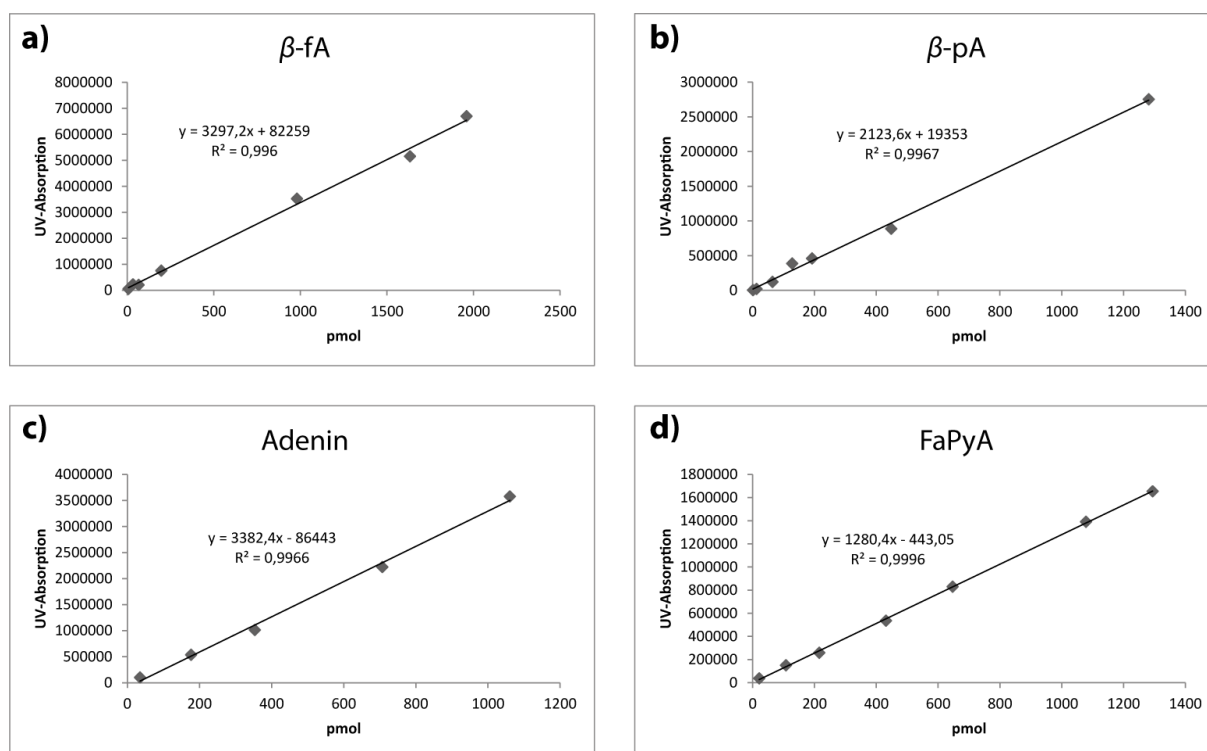 a)
β-fA
UV-Absorption
8000000
7000000
6000000
5000000
4000000
3000000
2000000
1000000
0
y = 3297,2x + 82259
R² = 0,996
0 500 1000 1500 2000 2500
pmol
b)
β-pA
UV-Absorption
3000000
2500000
2000000
1500000
1000000
500000
0
y = 2123,6x + 19353
R² = 0,9967
0 200 400 600 800 1000 1200 1400
pmol
c)
Adenin
UV-Absorption
4000000
3500000
3000000
2500000
2000000
1500000
1000000
500000
0
y = 3382,4x - 86443
R² = 0,9966
0 200 400 600 800 1000 1200
pmol
d)
FaPyA
UV-Absorption
1800000
1600000
1400000
1200000
1000000
800000
600000
400000
200000
0
y = 1280,4x - 443,05
R² = 0,9996
0 200 400 600 800 1000 1200 1400
pmol